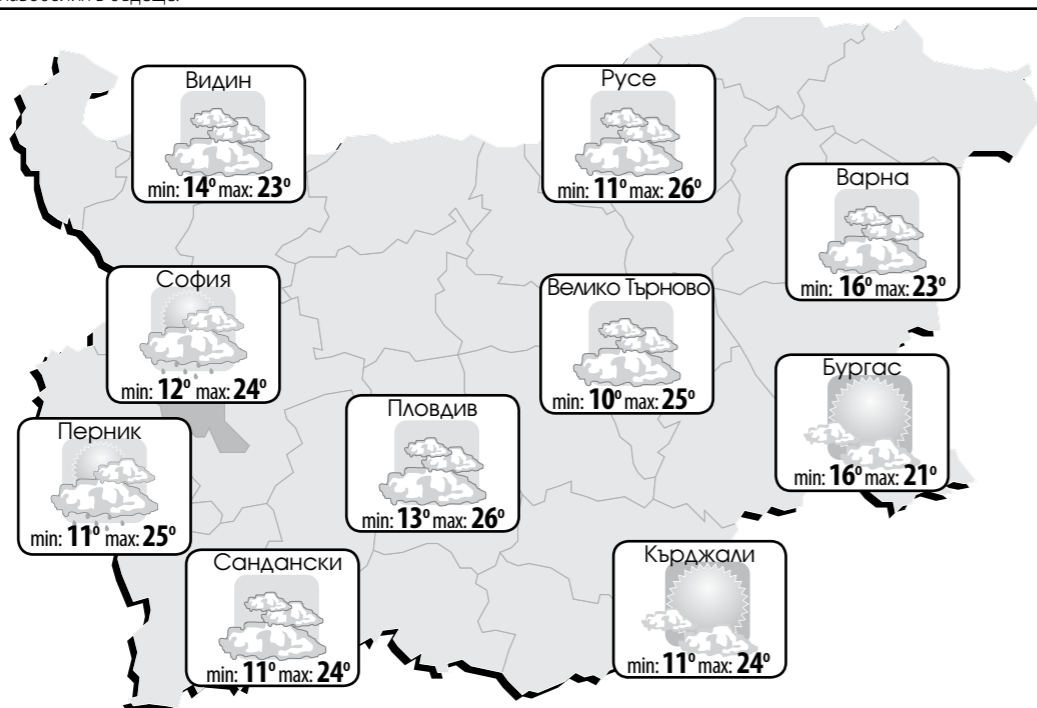 Видин
min: 14° max: 23°
Русе
min: 11° max: 26°
Варна
min: 16° max: 23°
София
min: 12° max: 24°
Велико Търново
min: 10° max: 25°
Бургас
min: 16° max: 21°
Пловдив
min: 13° max: 26°
Перник
min: 11° max: 25°
Сандански
min: 11° max: 24°
Кърджали
min: 11° max: 24°